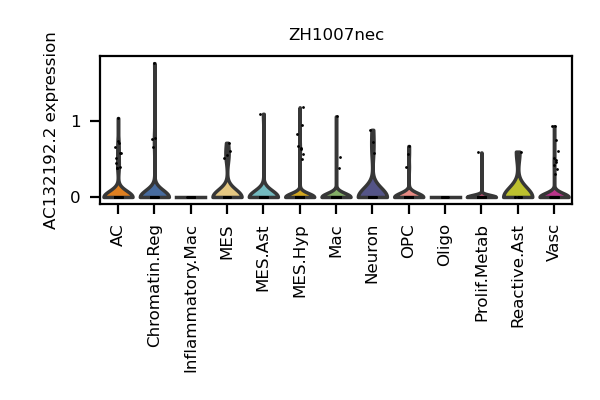 ZH1007nec
AC132192.2 expression
1
0
AC
Chromatin.Reg
Inflammatory.Mac
MES
MES.Ast
MES.Hyp
Mac
Neuron
OPC
Oligo
Prolif.Metab
Reactive.Ast
Vasc